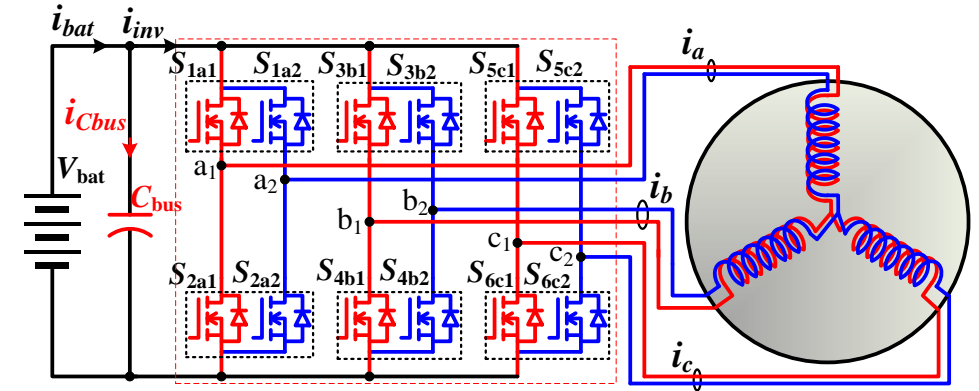 i_bat i_inv
S_1a1 S_1a2 S_3b1 S_3b2 S_5c1 S_5c2
i_a
i_Cbus
V_bat
C_bus
a_1 a_2
b_1 b_2
i_b
c_1 c_2
S_2a1 S_2a2 S_4b1 S_4b2 S_6c1 S_6c2
i_c